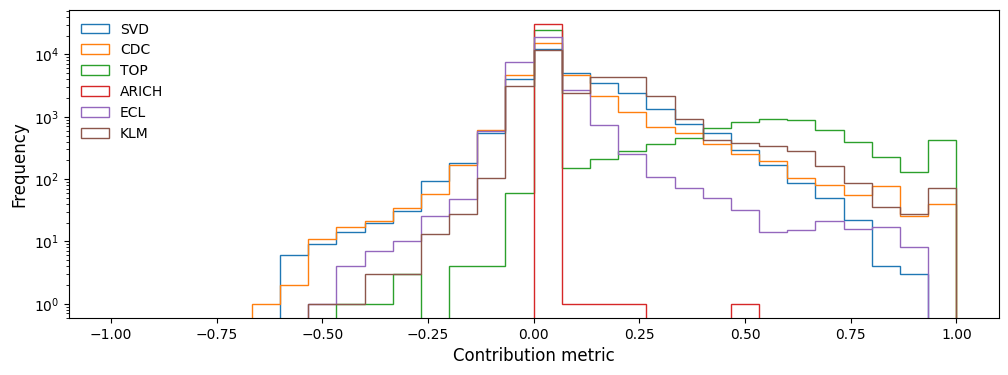 SVD
CDC
TOP
ARICH
ECL
KLM
Frequency
10⁴
10³
10²
10¹
10⁰
−1.00 −0.75 −0.50 −0.25 0.00 0.25 0.50 0.75 1.00
Contribution metric